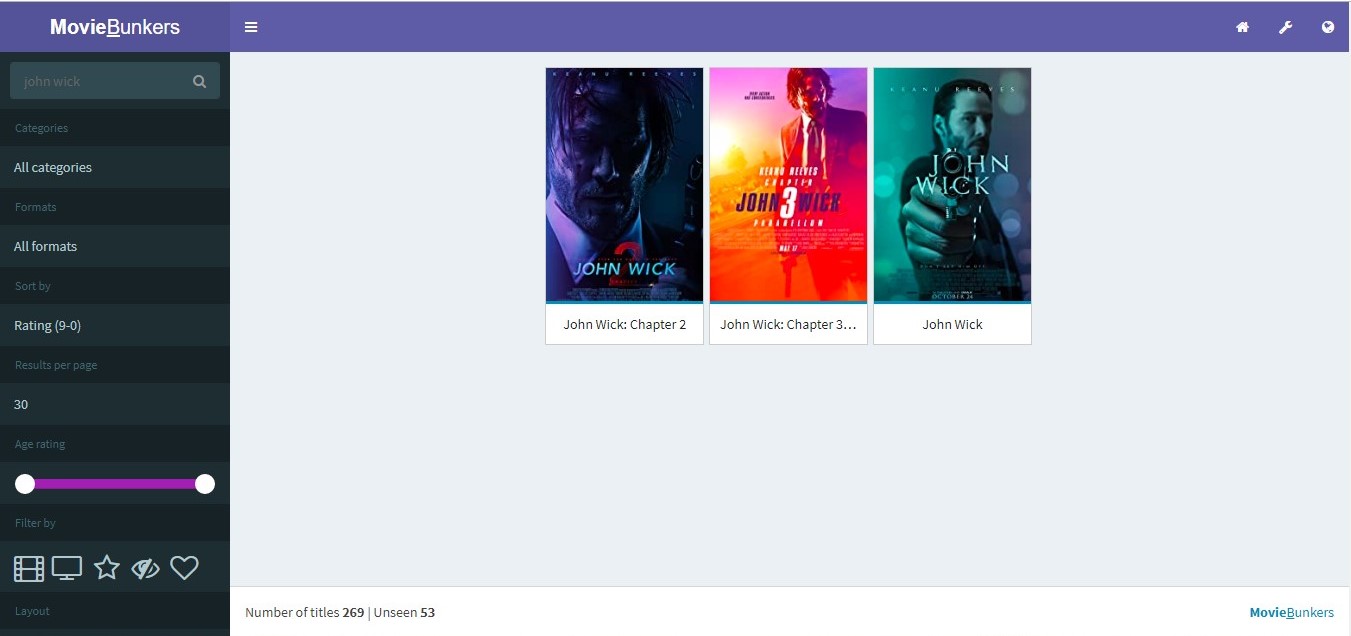 MovieBunkers
john wick
Categories
All categories
Formats
All formats
Sort by
Rating (9-0)
Results per page
30
Age rating
Filter by
Layout
KEANU REEVES
2
JOHN WICK
KEANU REEVES
CHAPTER
JOHN 3 WICK
PARABELLUM
MAY 17
KEANU REEVES
JOHN
WICK
OCTOBER 24
John Wick: Chapter 2
John Wick: Chapter 3...
John Wick
Number of titles 269 | Unseen 53
MovieBunkers